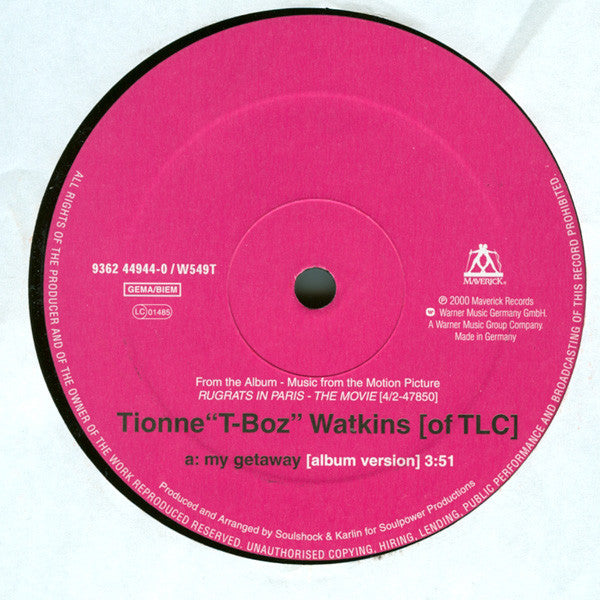 9362 44944-0 / W549T
GEMA/BIEM
LC 01485
MAVERICK®
℗ 2000 Maverick Records
W Warner Music Germany GmbH.
A Warner Music Group Company.
Made in Germany
From the Album - Music from the Motion Picture
RUGRATS IN PARIS - THE MOVIE [4/2-47850]
Tionne“T-Boz” Watkins [of TLC]
a: my getaway [album version] 3:51
Produced and Arranged by Soulshock & Karlin for Soulpower Productions
ALL RIGHTS OF THE PRODUCER AND OF THE OWNER OF THE WORK REPRODUCED RESERVED. UNAUTHORISED COPYING, HIRING, LENDING, PUBLIC PERFORMANCE AND BROADCASTING OF THIS RECORD PROHIBITED.